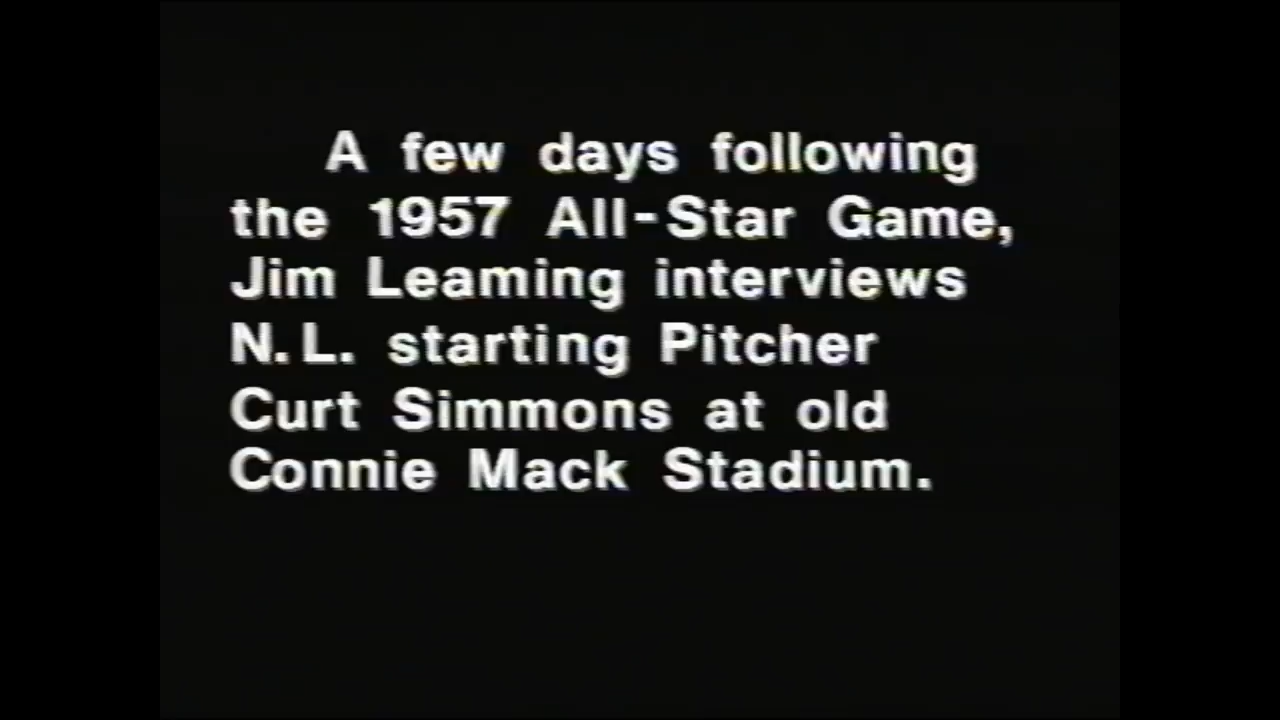 A few days following
the 1957 All-Star Game,
Jim Leaming interviews
N.L. starting Pitcher
Curt Simmons at old
Connie Mack Stadium.